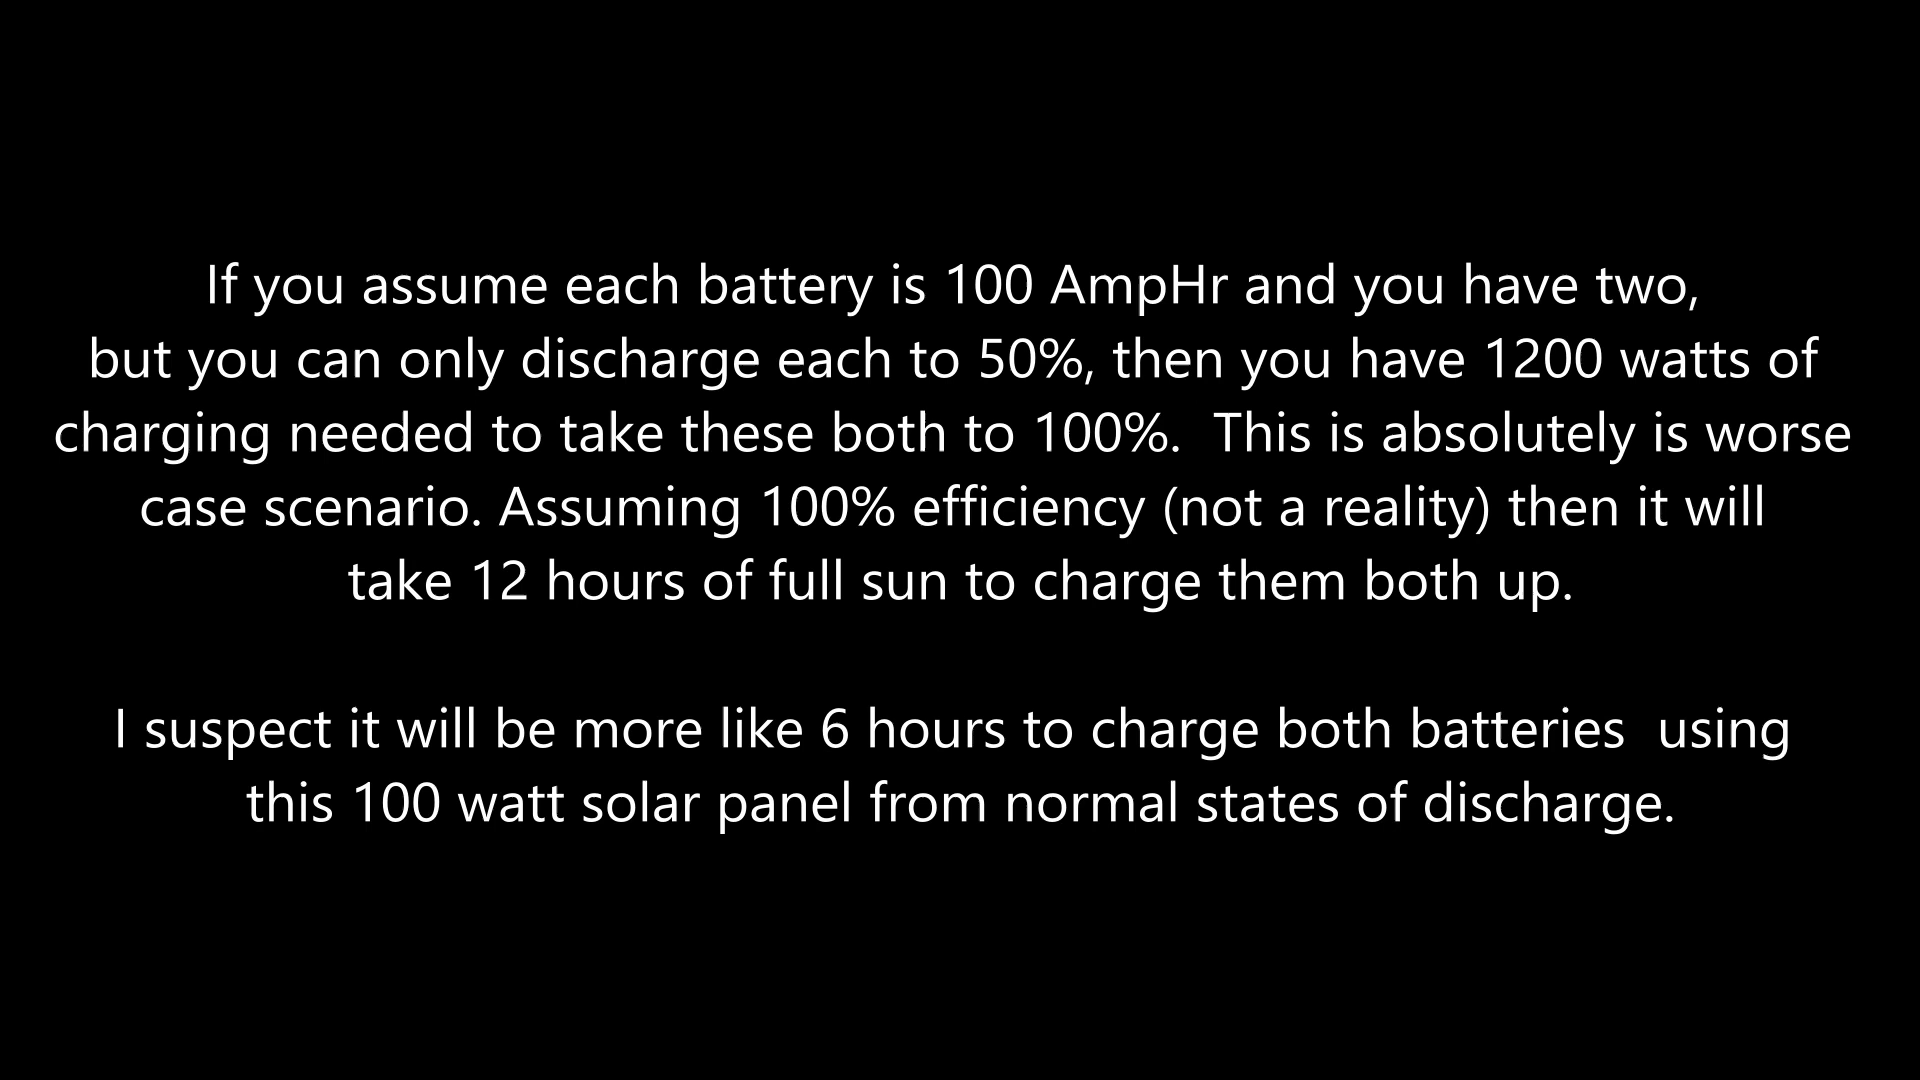 If you assume each battery is 100 AmpHr and you have two,
but you can only discharge each to 50%, then you have 1200 watts of
charging needed to take these both to 100%.  This is absolutely is worse
case scenario. Assuming 100% efficiency (not a reality) then it will
take 12 hours of full sun to charge them both up.
I suspect it will be more like 6 hours to charge both batteries  using
this 100 watt solar panel from normal states of discharge.